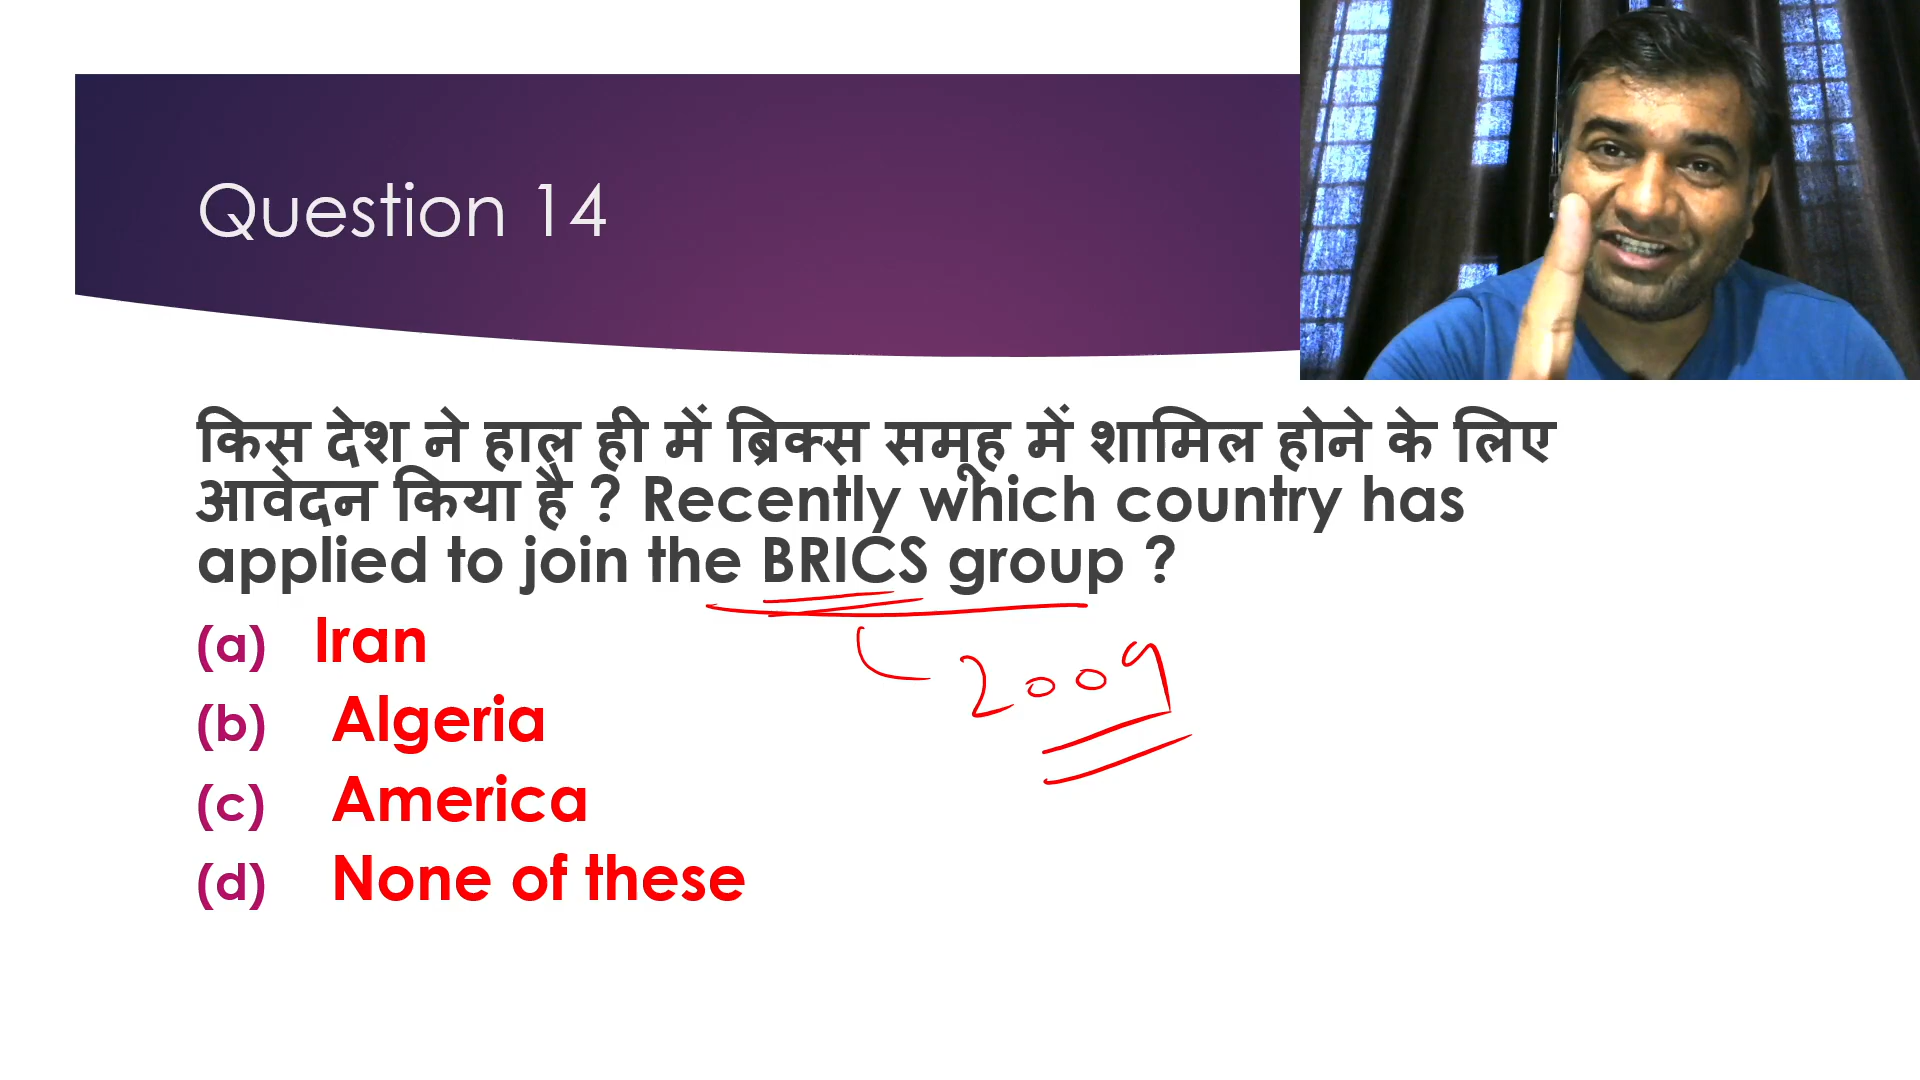 Question 14
किस देश ने हाल ही में ब्रिक्स समूह में शामिल होने के लिए
आवेदन किया है ? Recently which country has
applied to join the BRICS group ?
2009
(a) Iran
(b) Algeria
(c) America
(d) None of these